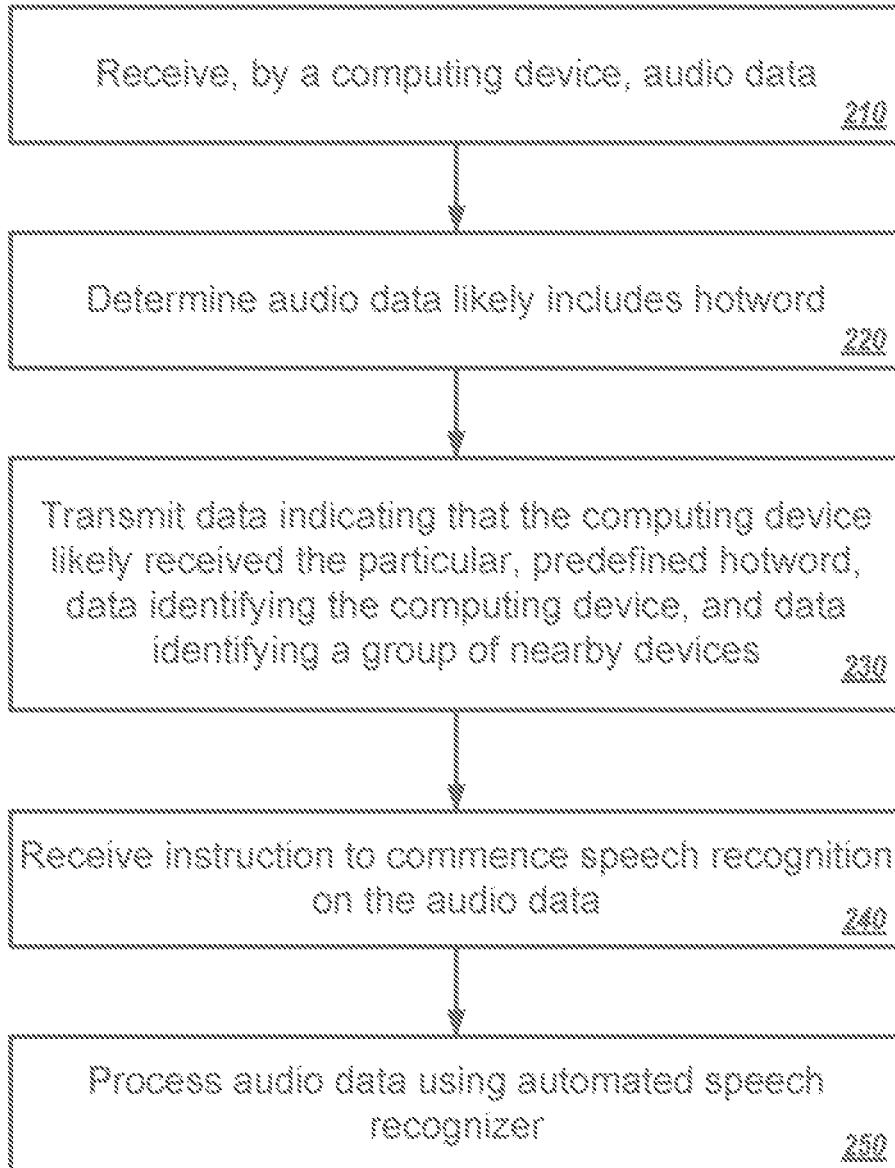 Receive, by a computing device, audio data
210
Determine audio data likely includes hotword
220
Transmit data indicating that the computing device
likely received the particular, predefined hotword,
data identifying the computing device, and data
identifying a group of nearby devices
230
Receive instruction to commence speech recognition
on the audio data
240
Process audio data using automated speech
recognizer
250